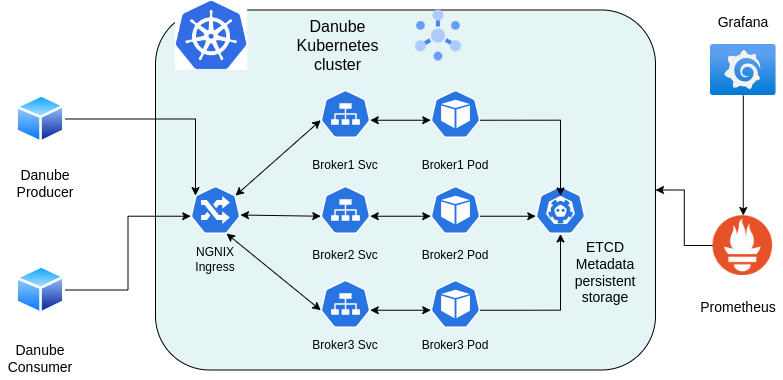 Danube
Kubernetes
cluster
Grafana
Danube
Producer
Broker1 Svc
Broker1 Pod
NGNIX
Ingress
Broker2 Svc
Broker2 Pod
ETCD
Metadata
persistent
storage
Prometheus
Danube
Consumer
Broker3 Svc
Broker3 Pod